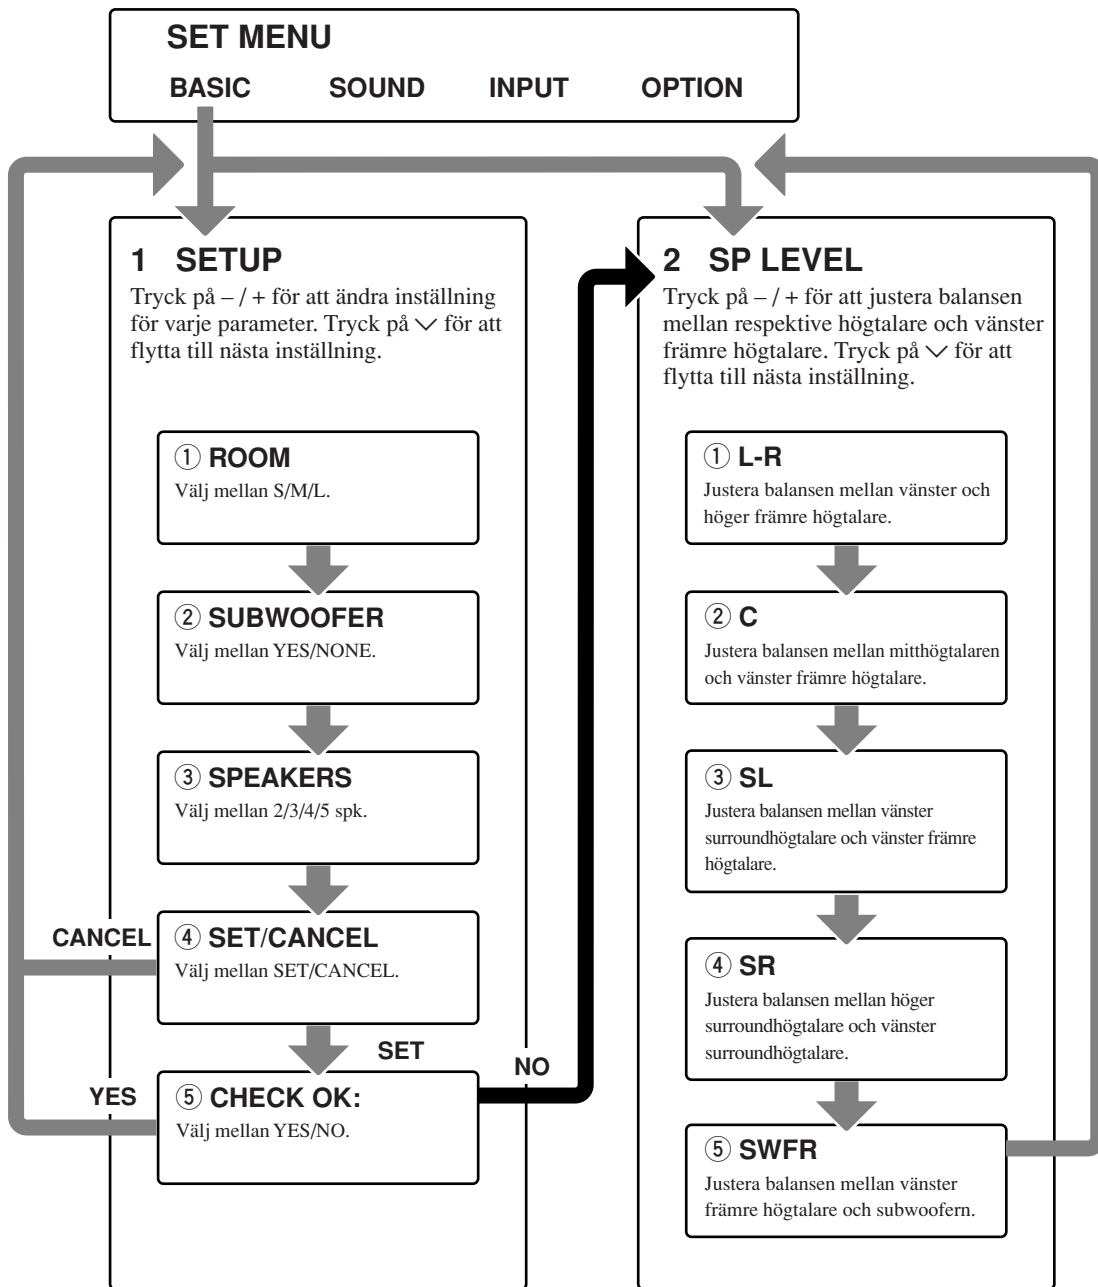 SET MENU
BASIC SOUND INPUT OPTION
1 SETUP
Tryck på – / + för att ändra inställning
för varje parameter. Tryck på ∨ för att
flytta till nästa inställning.
① ROOM
Välj mellan S/M/L.
② SUBWOOFER
Välj mellan YES/NONE.
③ SPEAKERS
Välj mellan 2/3/4/5 spk.
CANCEL
④ SET/CANCEL
Välj mellan SET/CANCEL.
SET
NO
YES
⑤ CHECK OK:
Välj mellan YES/NO.
2 SP LEVEL
Tryck på – / + för att justera balansen
mellan respektive högtalare och vänster
främre högtalare. Tryck på ∨ för att
flytta till nästa inställning.
① L-R
Justera balansen mellan vänster och
höger främre högtalare.
② C
Justera balansen mellan mitthögtalaren
och vänster främre högtalare.
③ SL
Justera balansen mellan vänster
surroundhögtalare och vänster främre
högtalare.
④ SR
Justera balansen mellan höger
surroundhögtalare och vänster
surroundhögtalare.
⑤ SWFR
Justera balansen mellan vänster
främre högtalare och subwoofern.